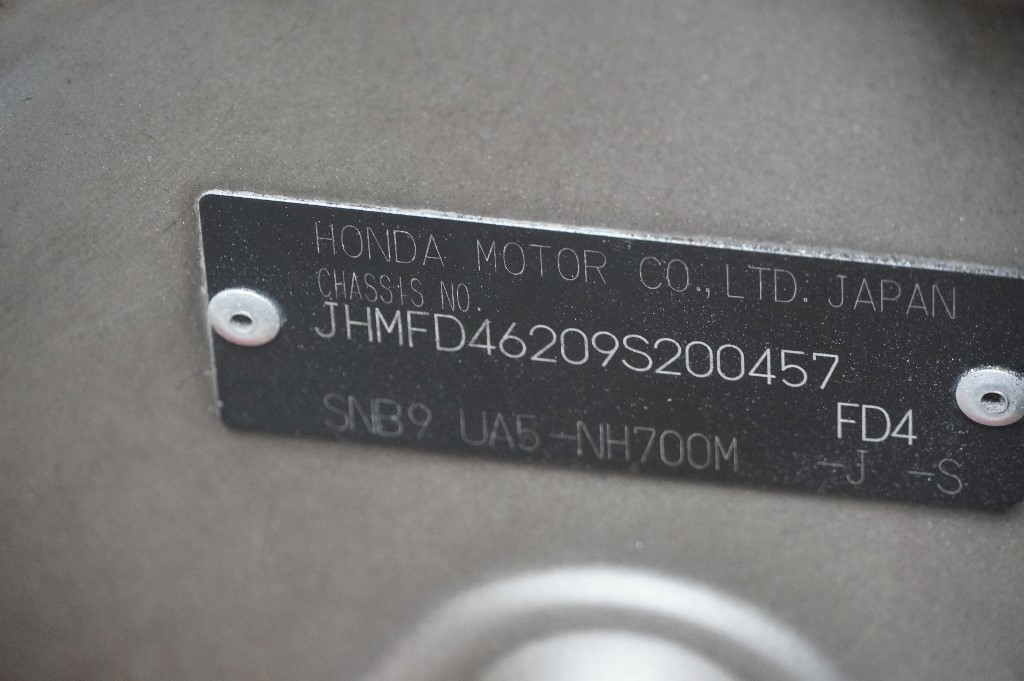 HONDA MOTOR CO.,LTD. JAPAN
CHASSIS NO.
JHMFD46209S200457
FD4
SNB9 UA5-NH700M -J -S